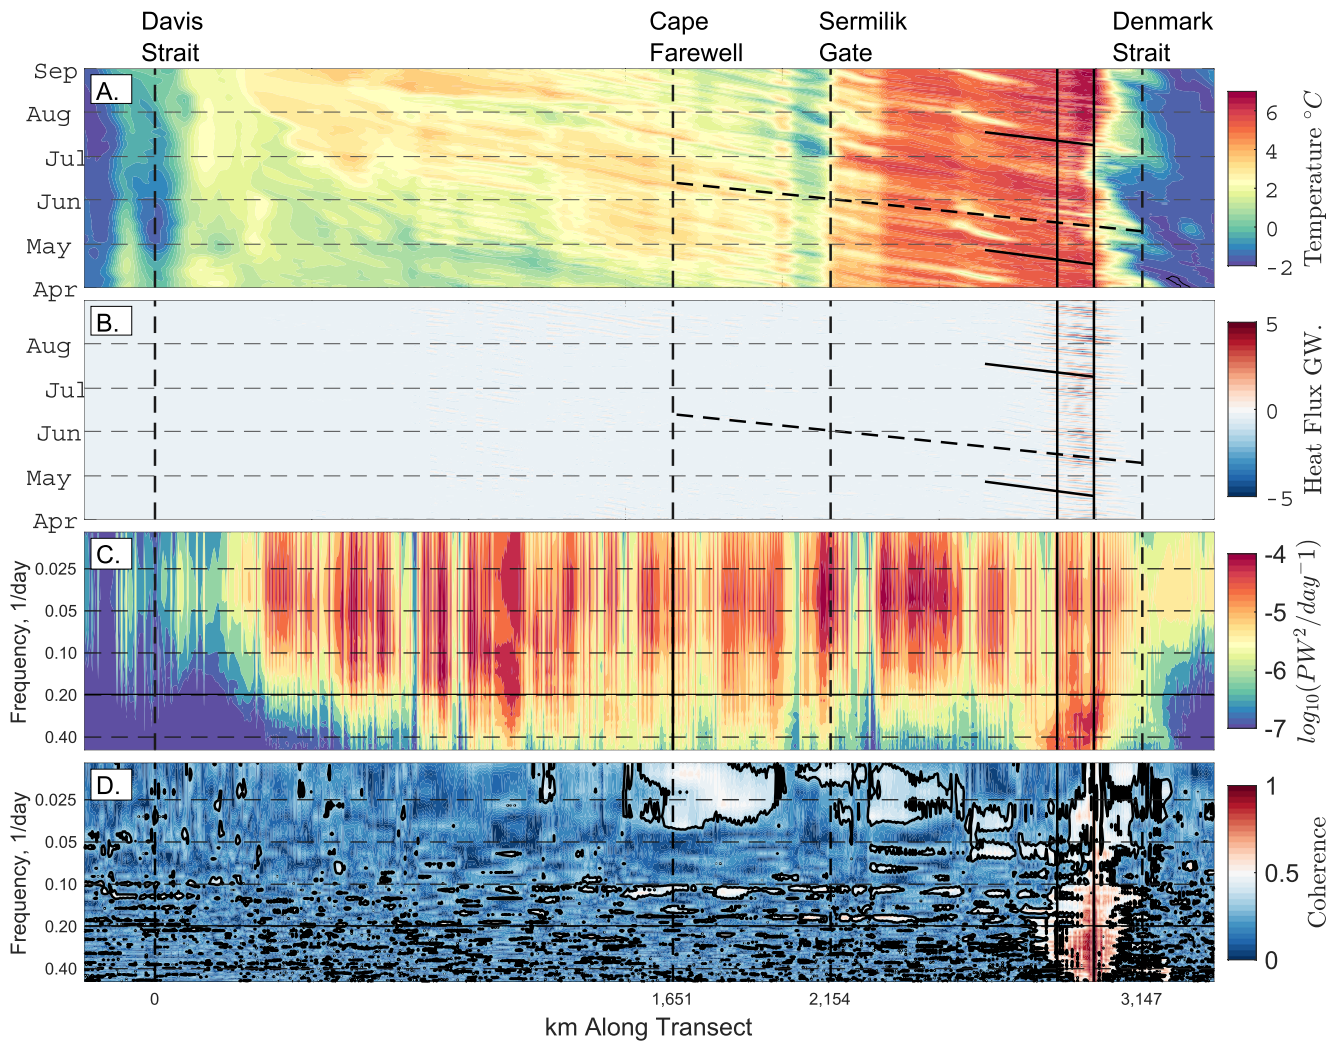 Davis
Strait
Cape
Farewell
Sermilik
Gate
Denmark
Strait
A.
Sep
Aug
Jul
Jun
May
Apr
6
4
2
0
-2
Temperature °C
B.
Aug
Jul
Jun
May
Apr
5
0
-5
Heat Flux GW.
C.
0.025
0.05
0.10
0.20
0.40
Frequency, 1/day
-4
-5
-6
-7
log10(PW²/day⁻¹)
D.
0.025
0.05
0.10
0.20
0.40
Frequency, 1/day
1
0.5
0
Coherence
0
1,651
2,154
3,147
km Along Transect